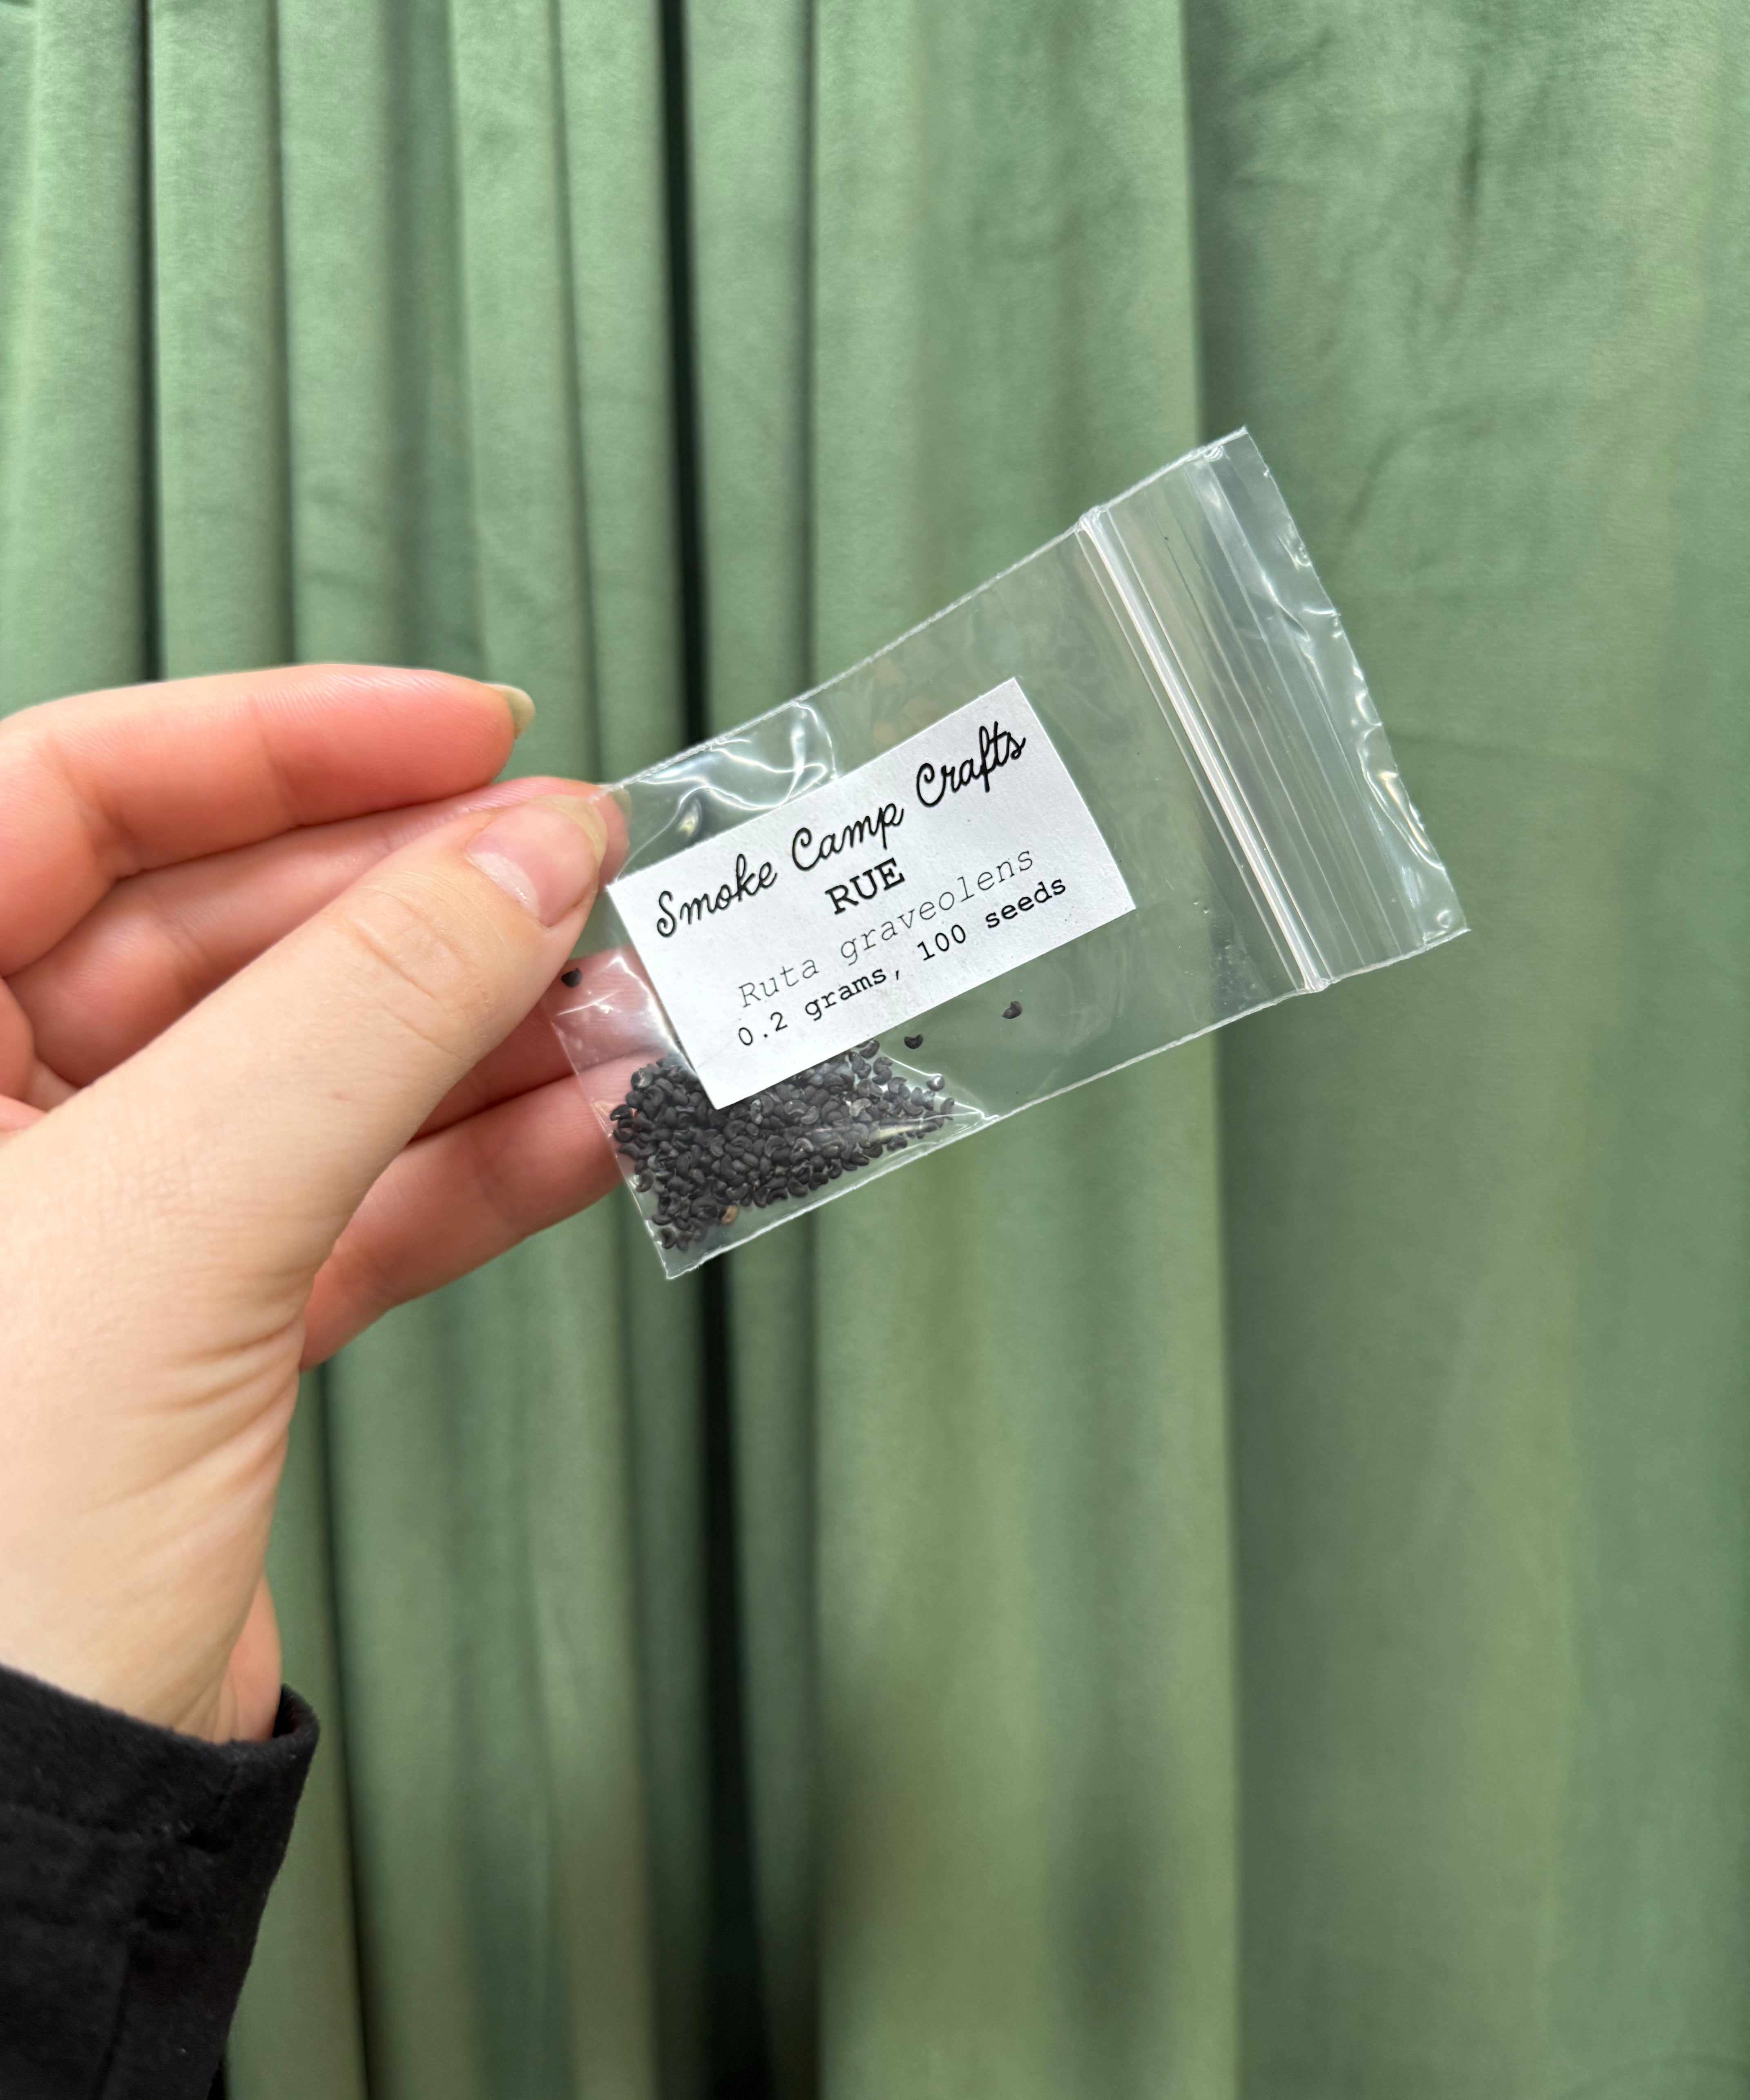 Smoke Camp Crafts
RUE
Ruta graveolens
0.2 grams, 100 seeds